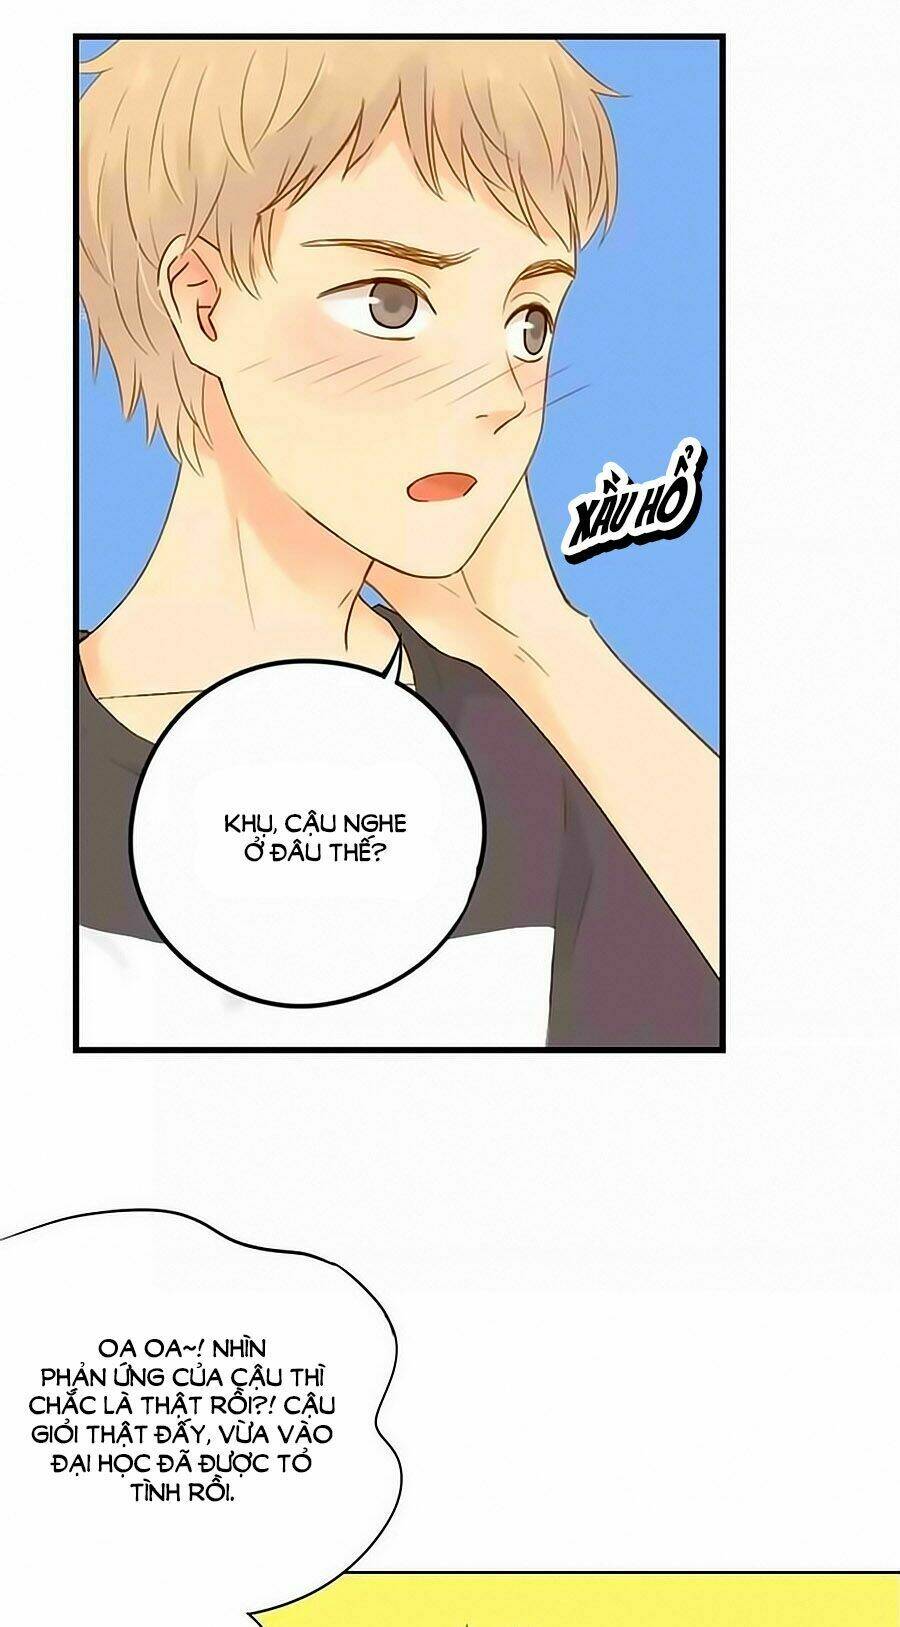 XẦU HỔ
KHỤ, CẬU NGHE
Ở ĐÂU THẾ?
OA OA~! NHÌN
PHẢN ỨNG CỦA CẬU THÌ
CHẮC LÀ THẬT RỒI?! CẬU
GIỎI THẬT ĐẤY, VỪA VÀO
ĐẠI HỌC ĐÃ ĐƯỢC TỎ
TÌNH RỒI.